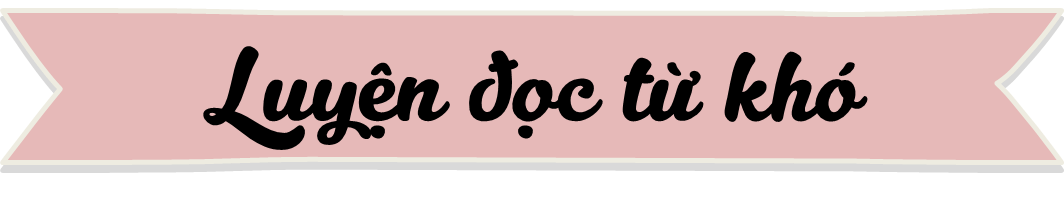 Luyện đọc từ khó